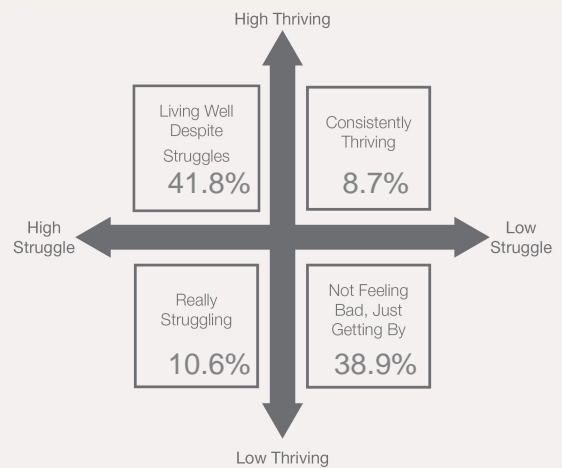 High Thriving
Living Well
Despite
Struggles
41.8%
Consistently
Thriving
8.7%
High
Struggle
Low
Struggle
Really
Struggling
10.6%
Not Feeling
Bad, Just
Getting By
38.9%
Low Thriving